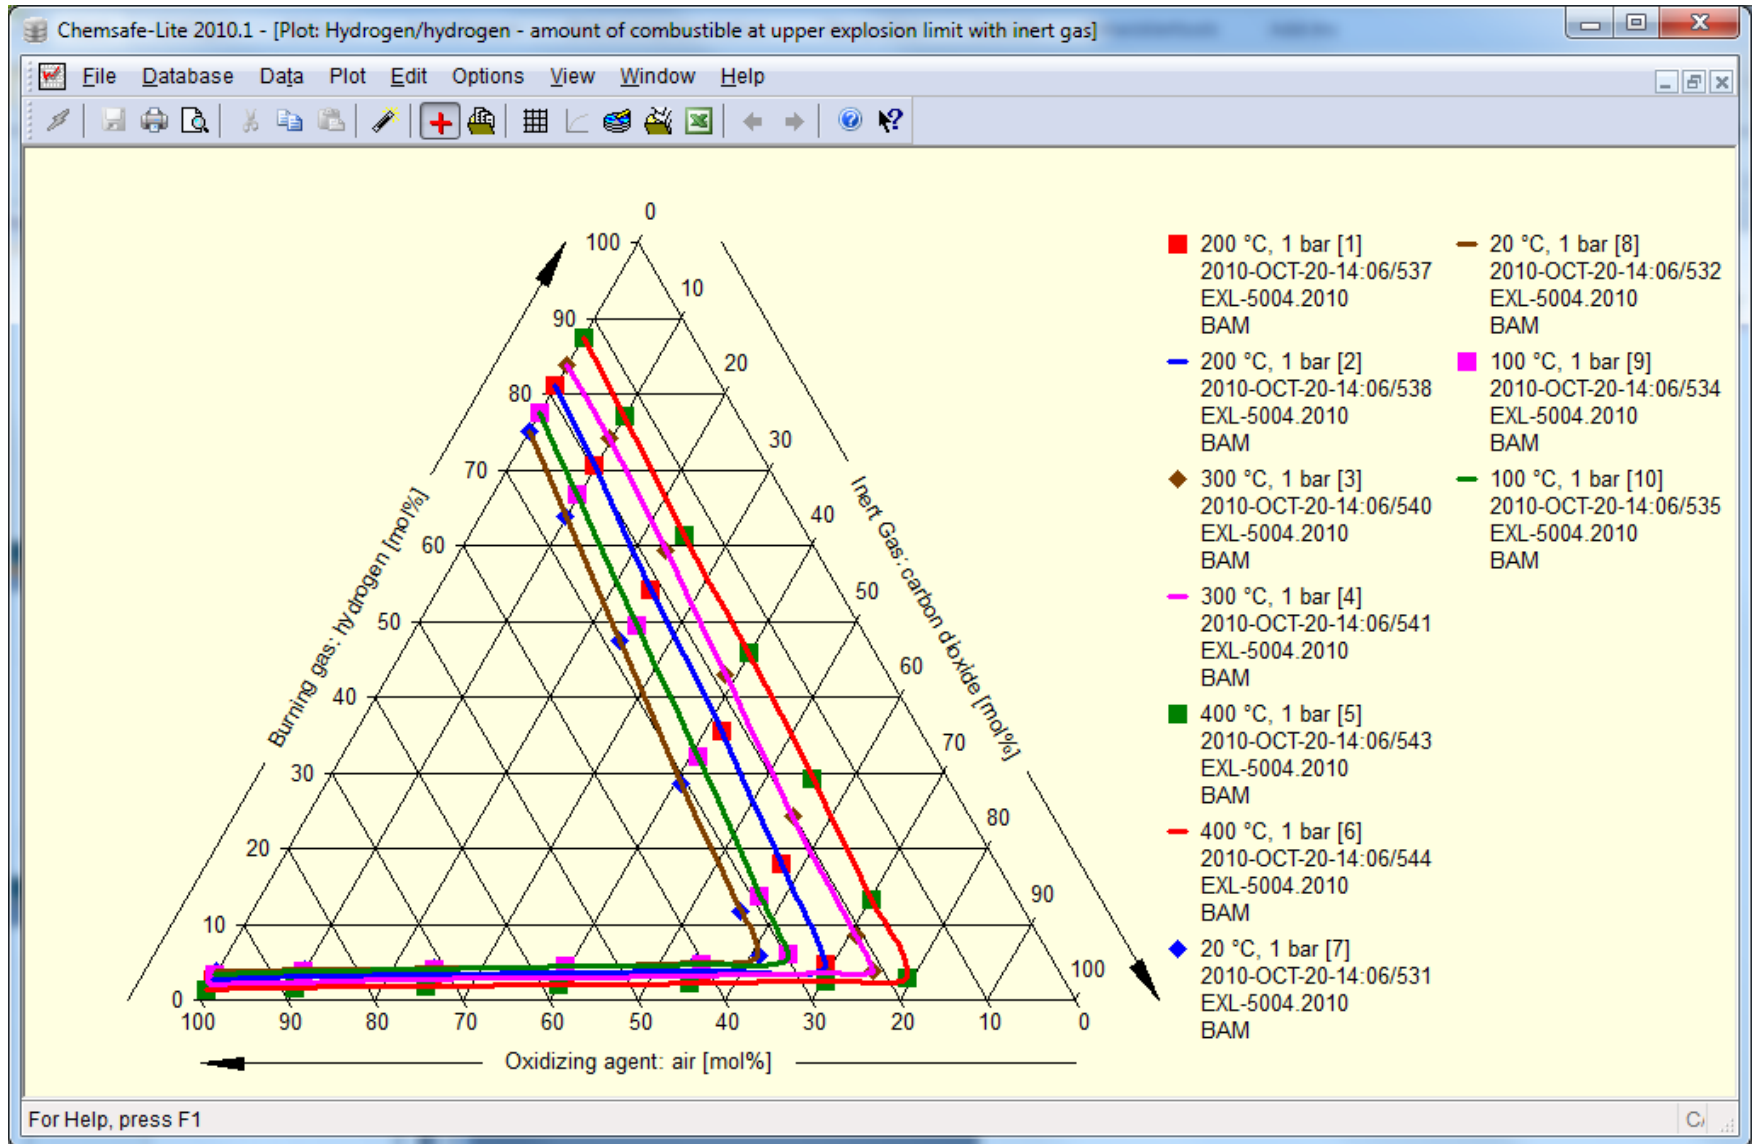 Chemsafe-Lite 2010.1 - [Plot: Hydrogen/hydrogen - amount of combustible at upper explosion limit with inert gas]
File Database Data Plot Edit Options View Window Help
0
100
10
90
20
80
30
70
40
60
50
50
60
40
70
30
80
20
90
10
100
0
100 90 80 70 60 50 40 30 20 10 0
Burning gas: hydrogen [mol%]
Inert Gas: carbon dioxide [mol%]
Oxidizing agent: air [mol%]
200 °C, 1 bar [1]
2010-OCT-20-14:06/537
EXL-5004.2010
BAM
200 °C, 1 bar [2]
2010-OCT-20-14:06/538
EXL-5004.2010
BAM
300 °C, 1 bar [3]
2010-OCT-20-14:06/540
EXL-5004.2010
BAM
300 °C, 1 bar [4]
2010-OCT-20-14:06/541
EXL-5004.2010
BAM
400 °C, 1 bar [5]
2010-OCT-20-14:06/543
EXL-5004.2010
BAM
400 °C, 1 bar [6]
2010-OCT-20-14:06/544
EXL-5004.2010
BAM
20 °C, 1 bar [7]
2010-OCT-20-14:06/531
EXL-5004.2010
BAM
20 °C, 1 bar [8]
2010-OCT-20-14:06/532
EXL-5004.2010
BAM
100 °C, 1 bar [9]
2010-OCT-20-14:06/534
EXL-5004.2010
BAM
100 °C, 1 bar [10]
2010-OCT-20-14:06/535
EXL-5004.2010
BAM
For Help, press F1